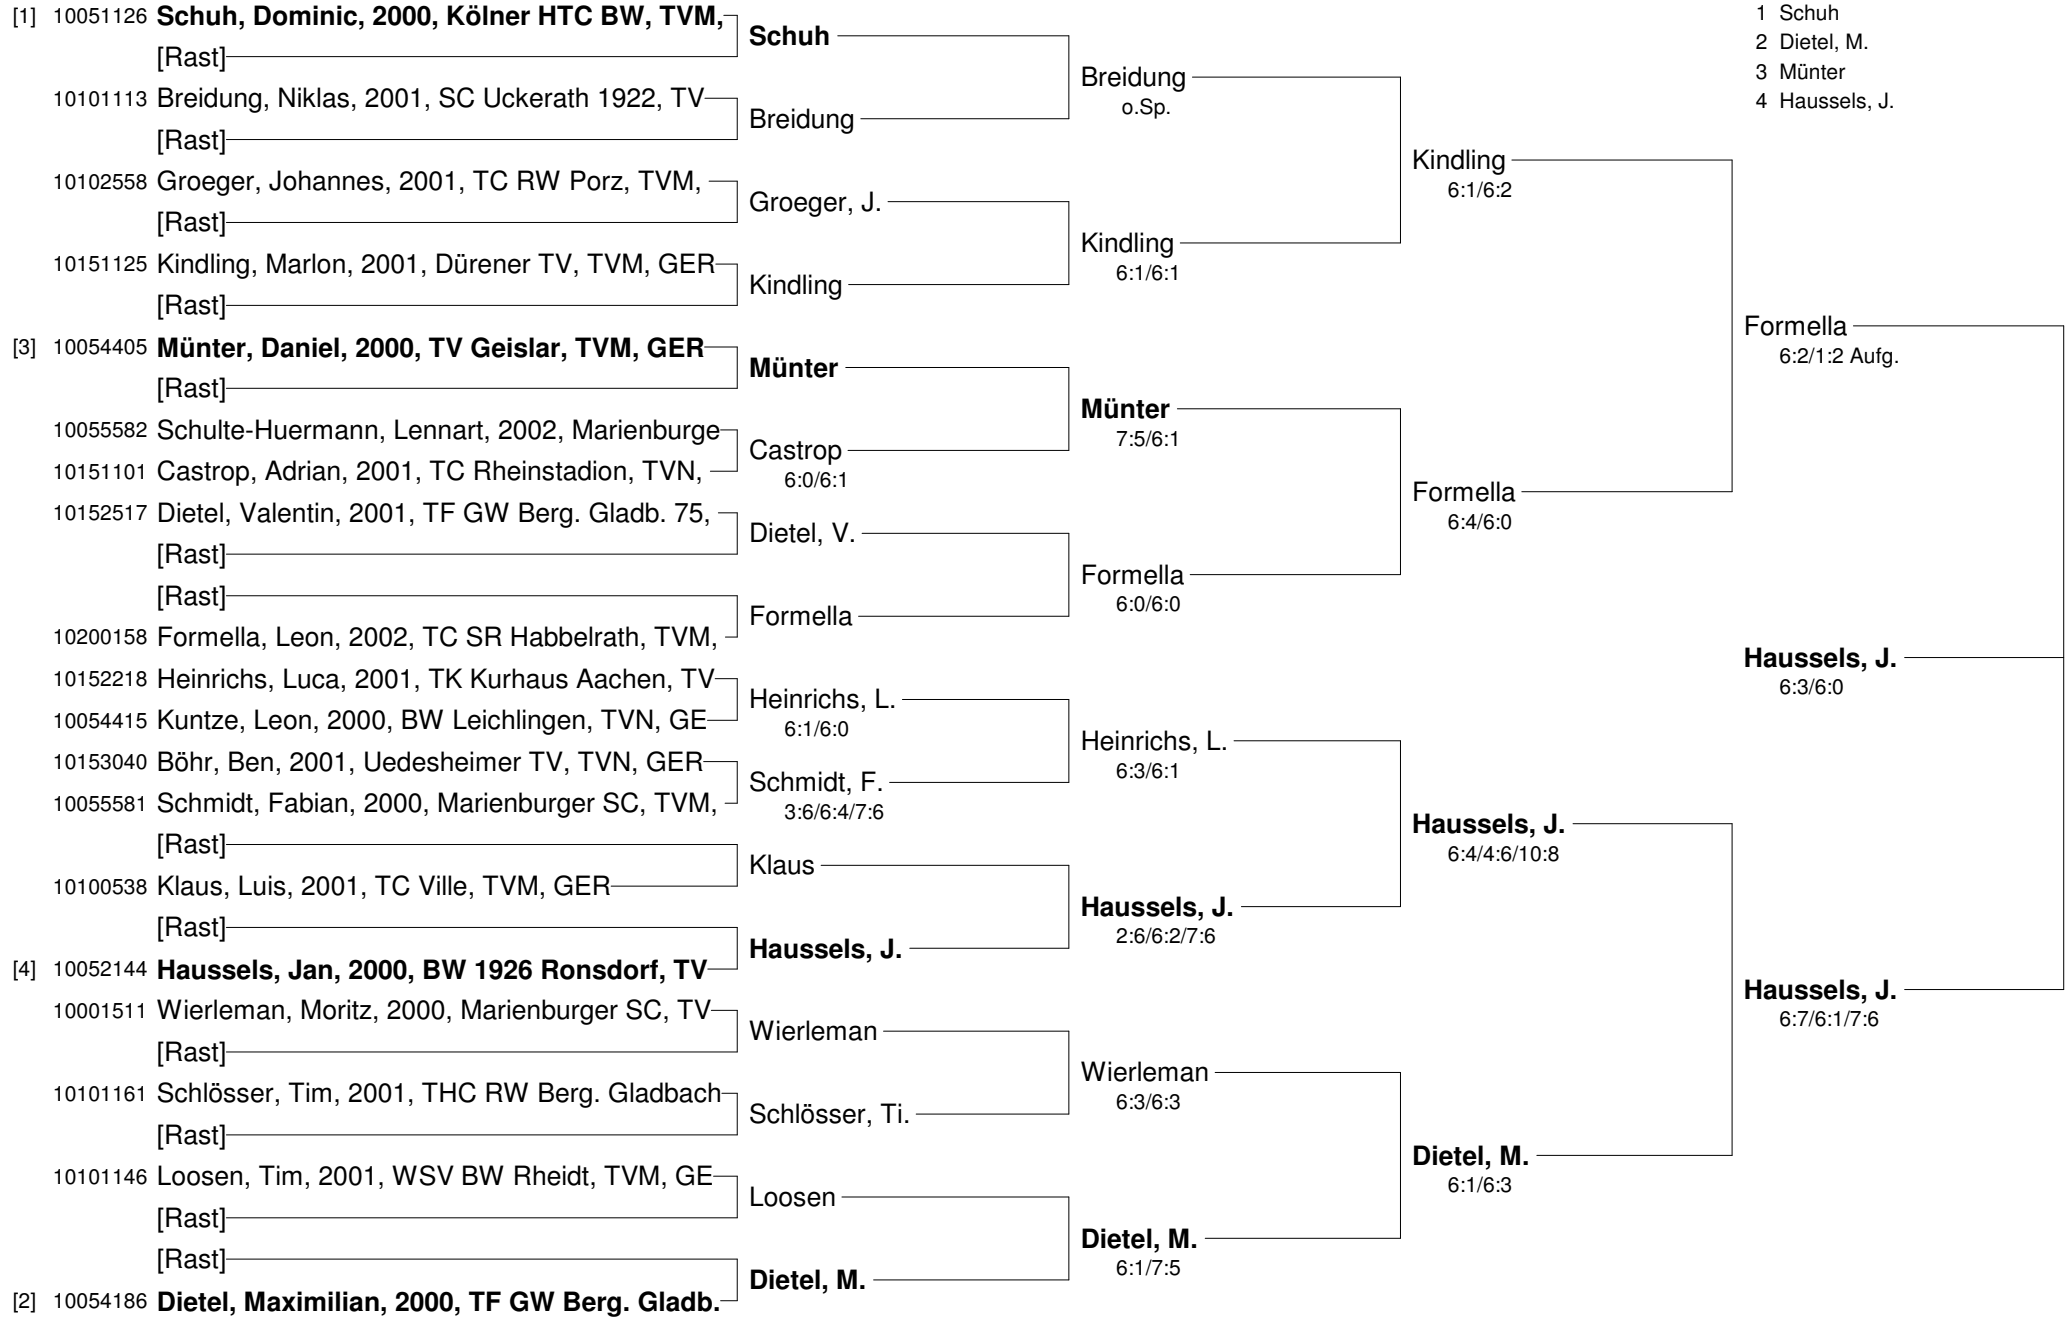 [1] 10051126 Schuh, Dominic, 2000, Kölner HTC BW, TVM,
[Rast]
10101113 Breidung, Niklas, 2001, SC Uckerath 1922, TV
[Rast]
10102558 Groeger, Johannes, 2001, TC RW Porz, TVM,
[Rast]
10151125 Kindling, Marlon, 2001, Dürener TV, TVM, GER
[Rast]
[3] 10054405 Münter, Daniel, 2000, TV Geislar, TVM, GER
[Rast]
10055582 Schulte-Huermann, Lennart, 2002, Marienburge
10151101 Castrop, Adrian, 2001, TC Rheinstadion, TVN,
10152517 Dietel, Valentin, 2001, TF GW Berg. Gladb. 75,
[Rast]
[Rast]
10200158 Formella, Leon, 2002, TC SR Habbelrath, TVM,
10152218 Heinrichs, Luca, 2001, TK Kurhaus Aachen, TV
10054415 Kuntze, Leon, 2000, BW Leichlingen, TVN, GE
10153040 Böhr, Ben, 2001, Uedesheimer TV, TVN, GER
10055581 Schmidt, Fabian, 2000, Marienburger SC, TVM,
[Rast]
10100538 Klaus, Luis, 2001, TC Ville, TVM, GER
[Rast]
[4] 10052144 Haussels, Jan, 2000, BW 1926 Ronsdorf, TV
10001511 Wierleman, Moritz, 2000, Marienburger SC, TV
[Rast]
10101161 Schlösser, Tim, 2001, THC RW Berg. Gladbach
[Rast]
10101146 Loosen, Tim, 2001, WSV BW Rheidt, TVM, GE
[Rast]
[Rast]
[2] 10054186 Dietel, Maximilian, 2000, TF GW Berg. Gladb.
Schuh
Breidung
Groeger, J.
Kindling
Münter
Castrop
6:0/6:1
Dietel, V.
Formella
Heinrichs, L.
6:1/6:0
Schmidt, F.
3:6/6:4/7:6
Klaus
Haussels, J.
Wierleman
Schlösser, Ti.
Loosen
Dietel, M.
Breidung
o.Sp.
Kindling
6:1/6:1
Münter
7:5/6:1
Formella
6:0/6:0
Heinrichs, L.
6:3/6:1
Haussels, J.
2:6/6:2/7:6
Wierleman
6:3/6:3
Dietel, M.
6:1/7:5
Kindling
6:1/6:2
Formella
6:4/6:0
Haussels, J.
6:4/4:6/10:8
Dietel, M.
6:1/6:3
1 Schuh
2 Dietel, M.
3 Münter
4 Haussels, J.
Formella
6:2/1:2 Aufg.
Haussels, J.
6:3/6:0
Haussels, J.
6:7/6:1/7:6